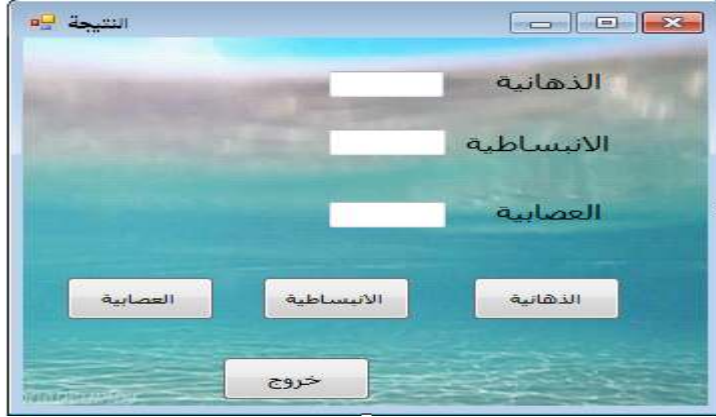 النتيجة
الذهانية
الانبساطية
العصابية
الذهانية الانبساطية العصابية
خروج